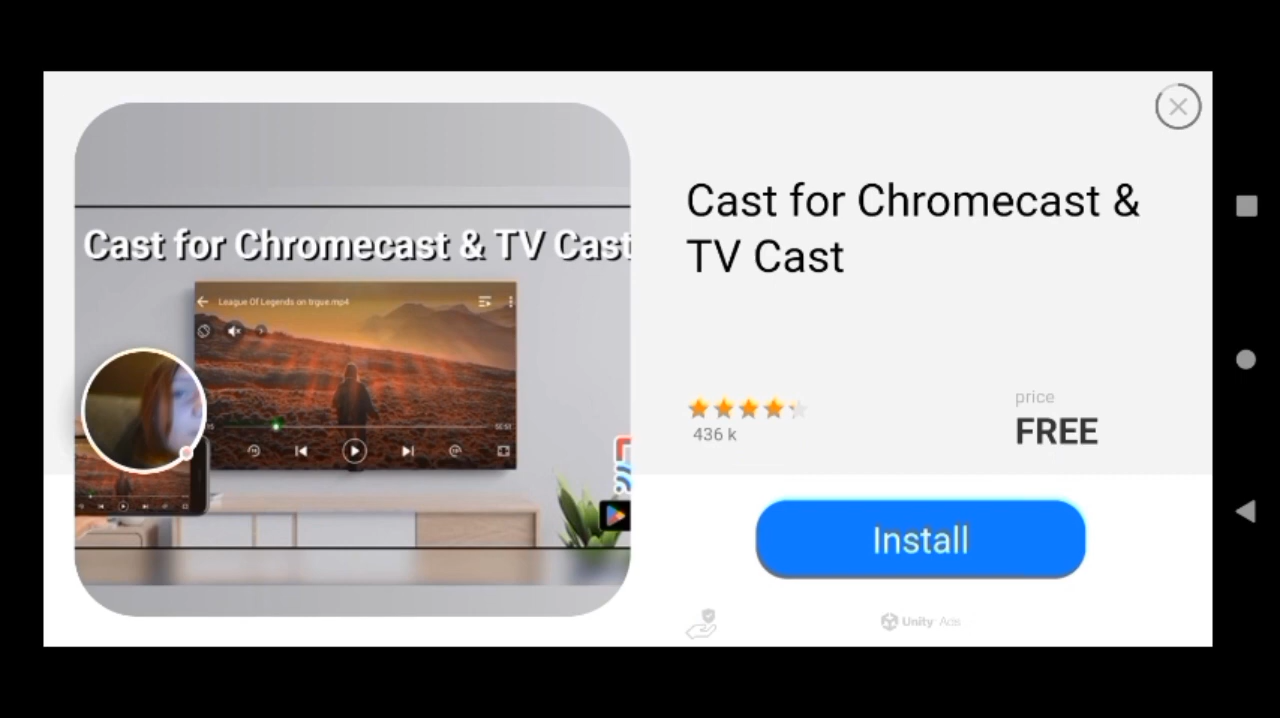 Cast for Chromecast & TV Cast
League Of Legends on trgue.mp4
Cast for Chromecast &
TV Cast
436 k
price
FREE
Install
Unity Ads